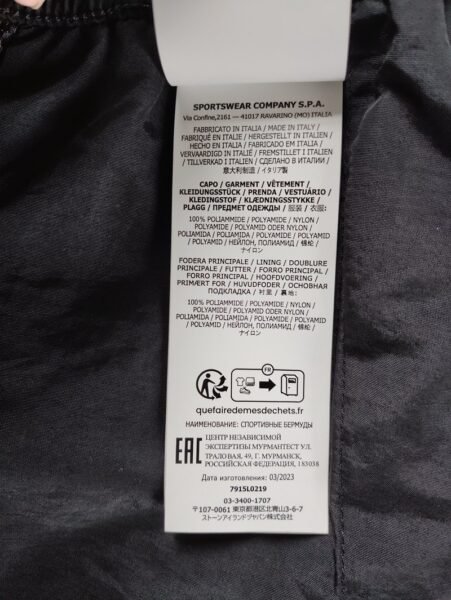 SPORTSWEAR COMPANY S.P.A.
Via Confine,2161 — 41017 RAVARINO (MO) ITALIA
FABBRICATO IN ITALIA / MADE IN ITALY /
FABRIQUÉ EN ITALIE / HERGESTELLT IN ITALIEN /
HECHO EN ITALIA / FABRICADO EM ITALIA /
VERVAARDIGD IN ITALIË / FREMSTILLET I ITALIEN
/ TILLVERKAD I ITALIEN / СДЕЛАНО В ИТАЛИИ /
意大利制造 / イタリア製
CAPO / GARMENT / VÊTEMENT /
KLEIDUNGSSTÜCK / PRENDA / VESTUÁRIO /
KLEDINGSTOF / KLÆDNINGSSTYKKE /
PLAGG / ПРЕДМЕТ ОДЕЖДЫ / 服装 / 衣服:
100% POLIAMMIDE / POLYAMIDE / NYLON /
POLYAMID / POLYAMID ODER NYLON /
POLIAMIDA / POLIAMIDA / POLYAMIDE / POLYAMID
/ POLYAMID / НЕЙЛОН, ПОЛИАМИД / 锦纶 /
ナイロン
FODERA PRINCIPALE / LINING / DOUBLURE
PRINCIPALE / FUTTER / FORRO PRINCIPAL /
FORRO PRINCIPAL / HOOFDVOERING /
PRIMÆRT FOR / HUVUDFODER / ОСНОВНАЯ
ПОДКЛАДКА / 衬里 / 裏地:
100% POLIAMMIDE / POLYAMIDE / NYLON /
POLYAMID / POLYAMID ODER NYLON /
POLIAMIDA / POLIAMIDA / POLYAMIDE / POLYAMID
/ POLYAMID / НЕЙЛОН, ПОЛИАМИД / 锦纶 /
ナイロン
FR
quefairedemesdechets.fr
НАИМЕНОВАНИЕ: СПОРТИВНЫЕ БЕРМУДЫ
EAC ЦЕНТР НЕЗАВИСИМОЙ
ЭКСПЕРТИЗЫ МУРМАНТЕСТ УЛ.
ТРАЛОВАЯ, 49, Г. МУРМАНСК,
РОССИЙСКАЯ ФЕДЕРАЦИЯ, 183038
Дата изготовления: 03/2023
7915L0219
03-3400-1707
〒107-0061 東京都港区北青山3-6-7
ストーンアイランドジャパン株式会社